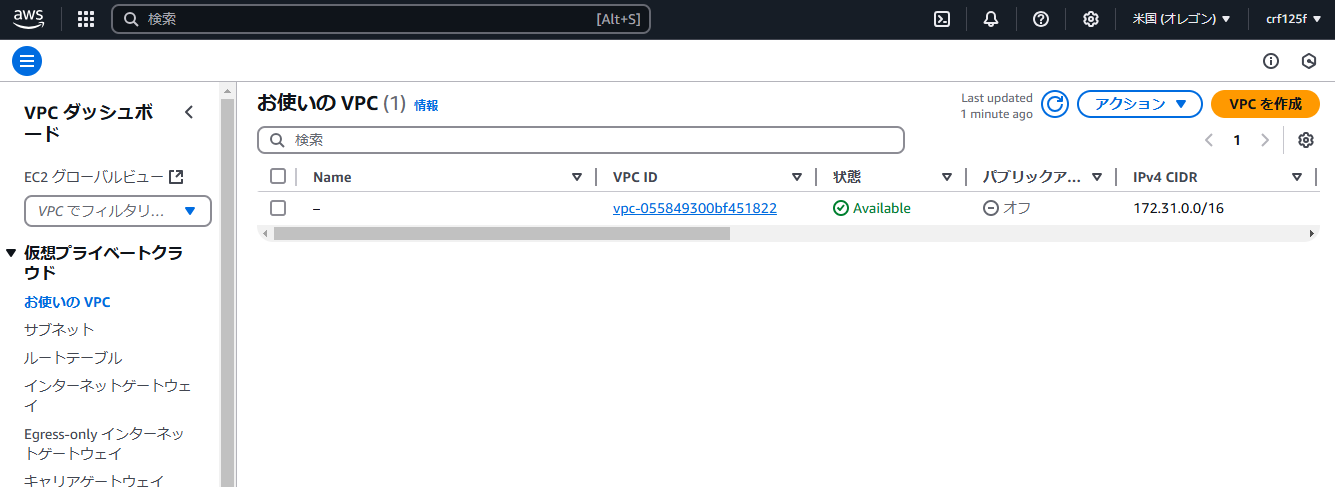 aws
検索
[Alt+S]
米国 (オレゴン)
crf125f
VPC ダッシュボ
ード
EC2 グローバルビュー
VPC でフィルタリ...
仮想プライベートクラ
ウド
お使いの VPC
サブネット
ルートテーブル
インターネットゲートウェ
イ
Egress-only インターネッ
トゲートウェイ
キャリアゲートウェイ
お使いの VPC (1) 情報
Last updated
1 minute ago
アクション
VPC を作成
検索
1
Name VPC ID 状態 パブリックア... IPv4 CIDR
– vpc-055849300bf451822 Available オフ 172.31.0.0/16